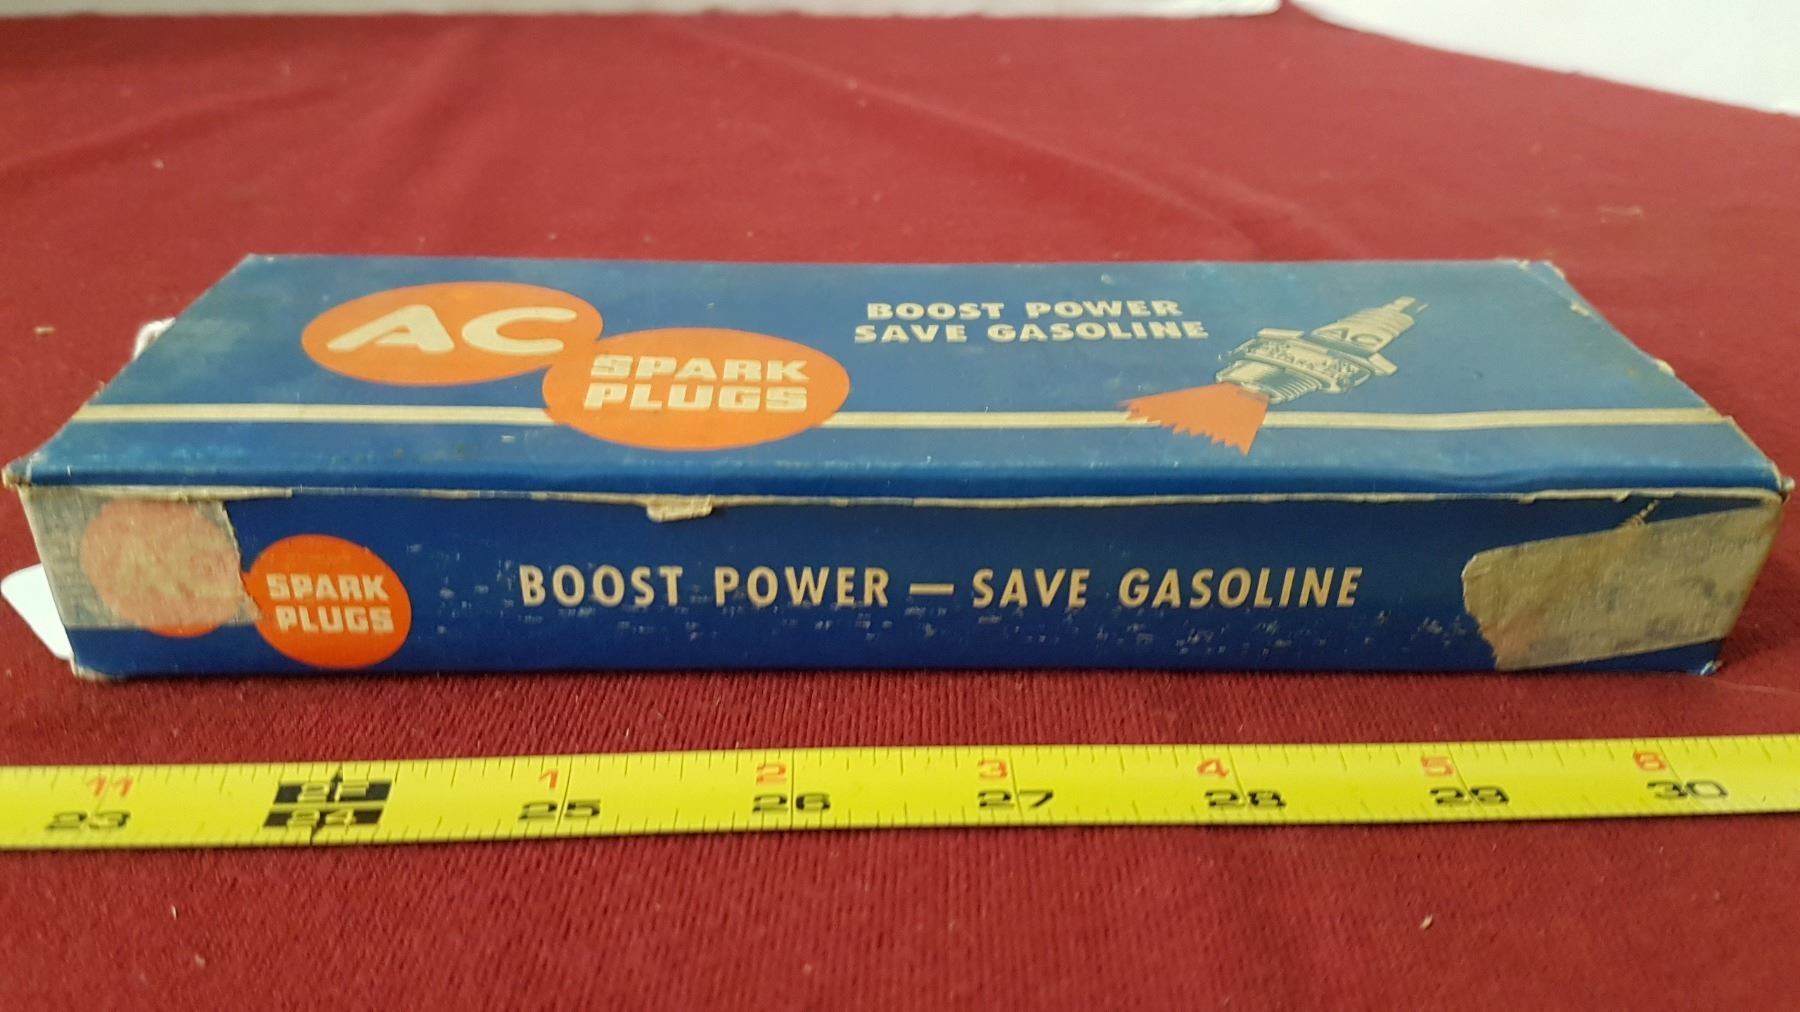 AC
SPARK
PLUGS
BOOST POWER
SAVE GASOLINE
AC
AC
SPARK
PLUGS
BOOST POWER — SAVE GASOLINE
11 1 2 3 4 5 6
23 24 25 26 27 28 29 30